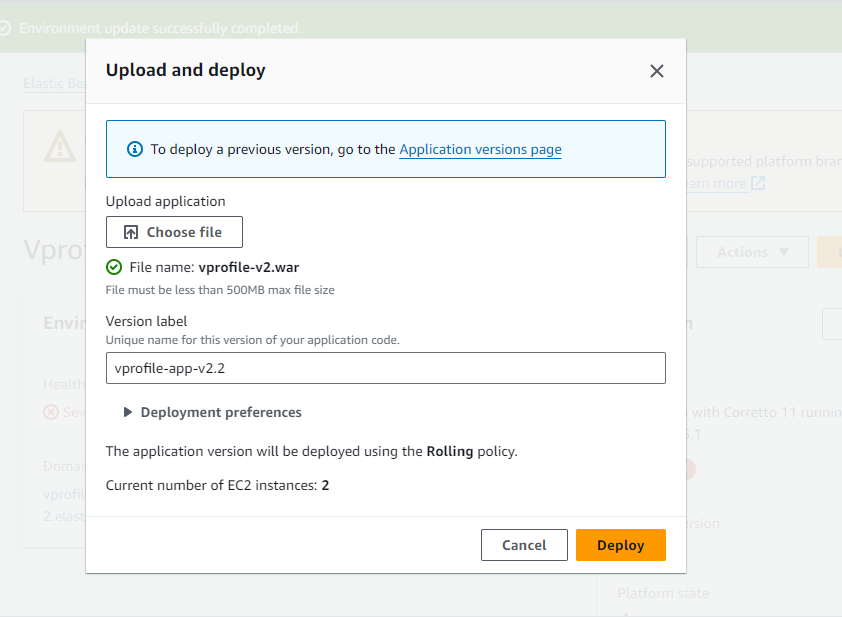 Environment update successfully completed.
Upload and deploy
Elastic Be
To deploy a previous version, go to the Application versions page
supported platform bran
earn more
Upload application
Choose file
Vprof
Actions
File name: vprofile-v2.war
File must be less than 500MB max file size
Version label
Envir
n
Unique name for this version of your application code.
vprofile-app-v2.2
Health
Sev
Deployment preferences
with Corretto 11 runnin
5.1
The application version will be deployed using the Rolling policy.
Domai
Current number of EC2 instances: 2
vprofil
2.elast
rsion
Cancel
Deploy
Platform state